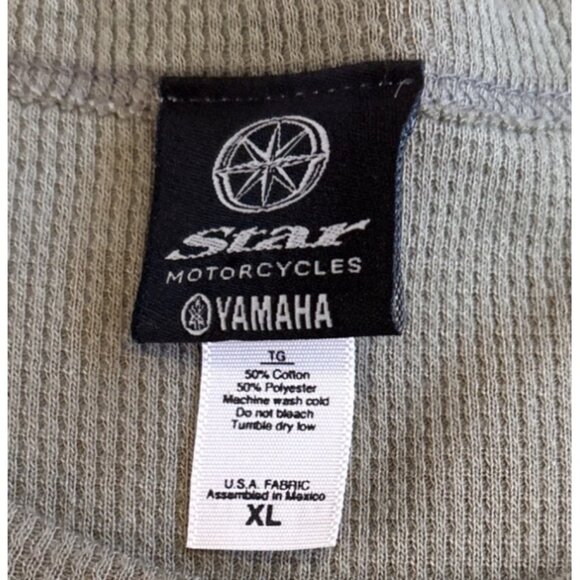 Star
MOTORCYCLES
YAMAHA
TG
50% Cotton
50% Polyester
Machine wash cold
Do not bleach
Tumble dry low
U.S.A. FABRIC
Assembled in Mexico
XL